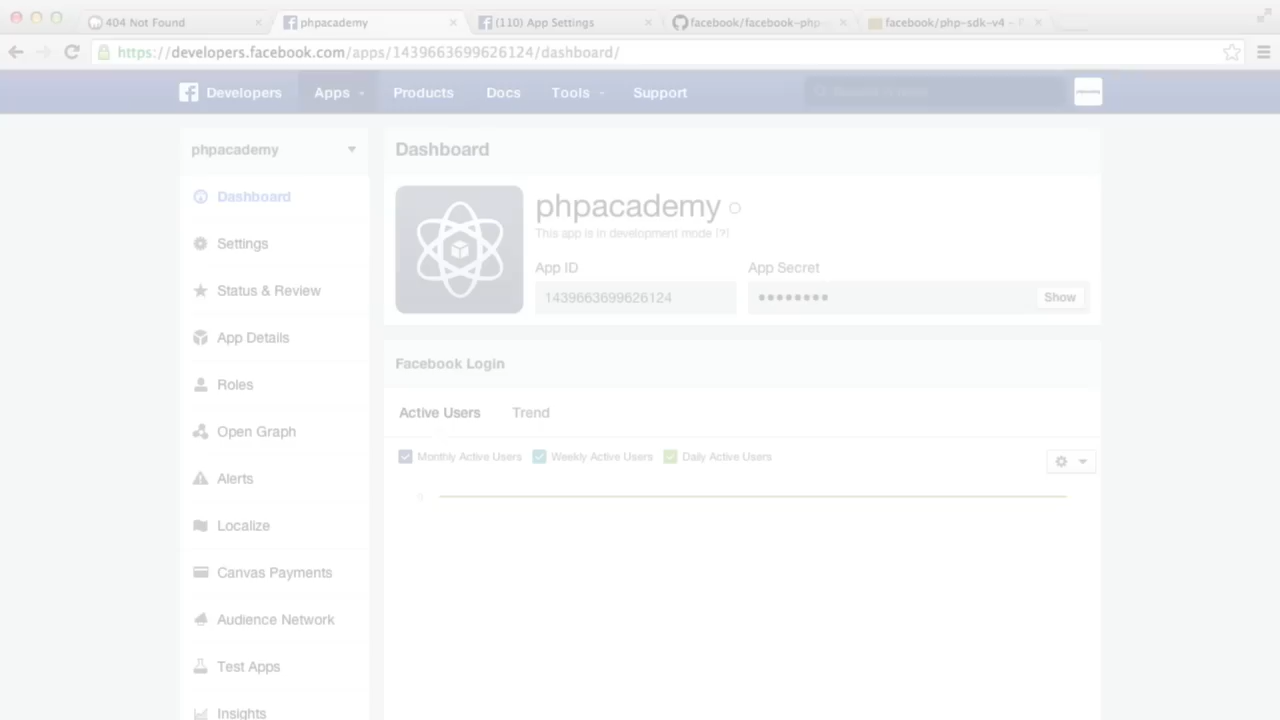 404 Not Found
phpacademy
(110) App Settings
facebook/facebook-php-
facebook/php-sdk-v4 -
https://developers.facebook.com/apps/1439663699626124/dashboard/
Developers
Apps
Products
Docs
Tools
Support
phpacademy
Dashboard
Settings
Status & Review
App Details
Roles
Open Graph
Alerts
Localize
Canvas Payments
Audience Network
Test Apps
Insights
Dashboard
phpacademy
This app is in development mode [?]
App ID
App Secret
1439663699626124
••••••••
Show
Facebook Login
Active Users
Trend
Monthly Active Users
Weekly Active Users
Daily Active Users
0